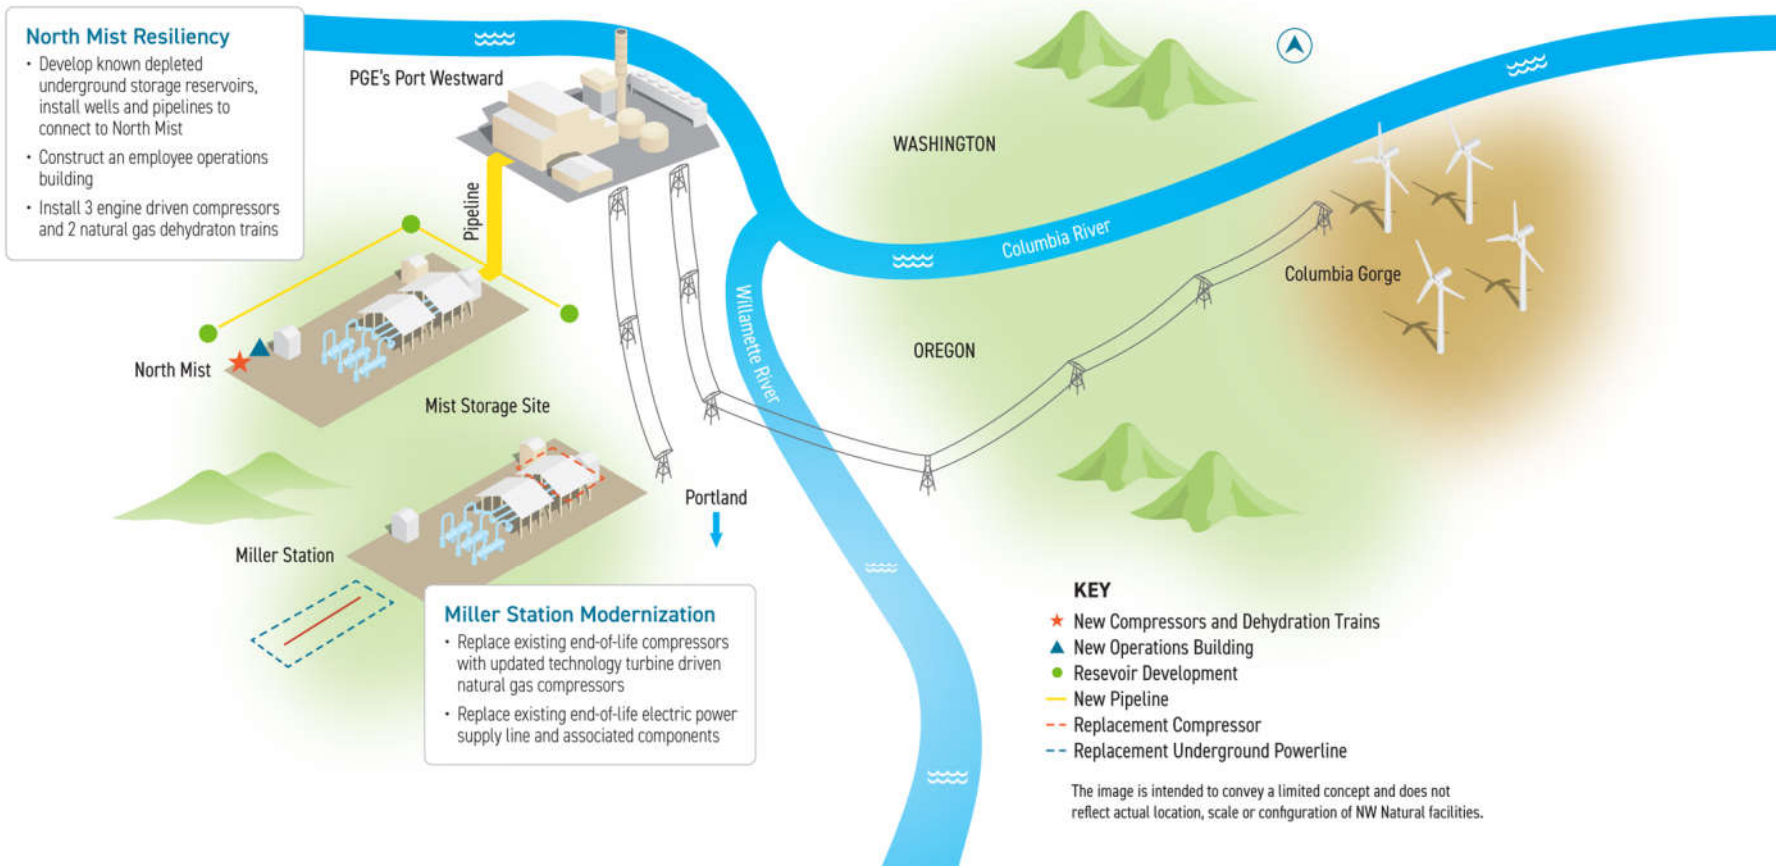 North Mist Resiliency
• Develop known depleted
underground storage reservoirs,
install wells and pipelines to
connect to North Mist
• Construct an employee operations
building
• Install 3 engine driven compressors
and 2 natural gas dehydraton trains
PGE's Port Westward
WASHINGTON
Pipeline
Columbia River
Columbia Gorge
Willamette River
OREGON
North Mist
Mist Storage Site
Portland
Miller Station
Miller Station Modernization
• Replace existing end-of-life compressors
with updated technology turbine driven
natural gas compressors
• Replace existing end-of-life electric power
supply line and associated components
KEY
New Compressors and Dehydration Trains
New Operations Building
Resevoir Development
New Pipeline
Replacement Compressor
Replacement Underground Powerline
The image is intended to convey a limited concept and does not
reflect actual location, scale or configuration of NW Natural facilities.